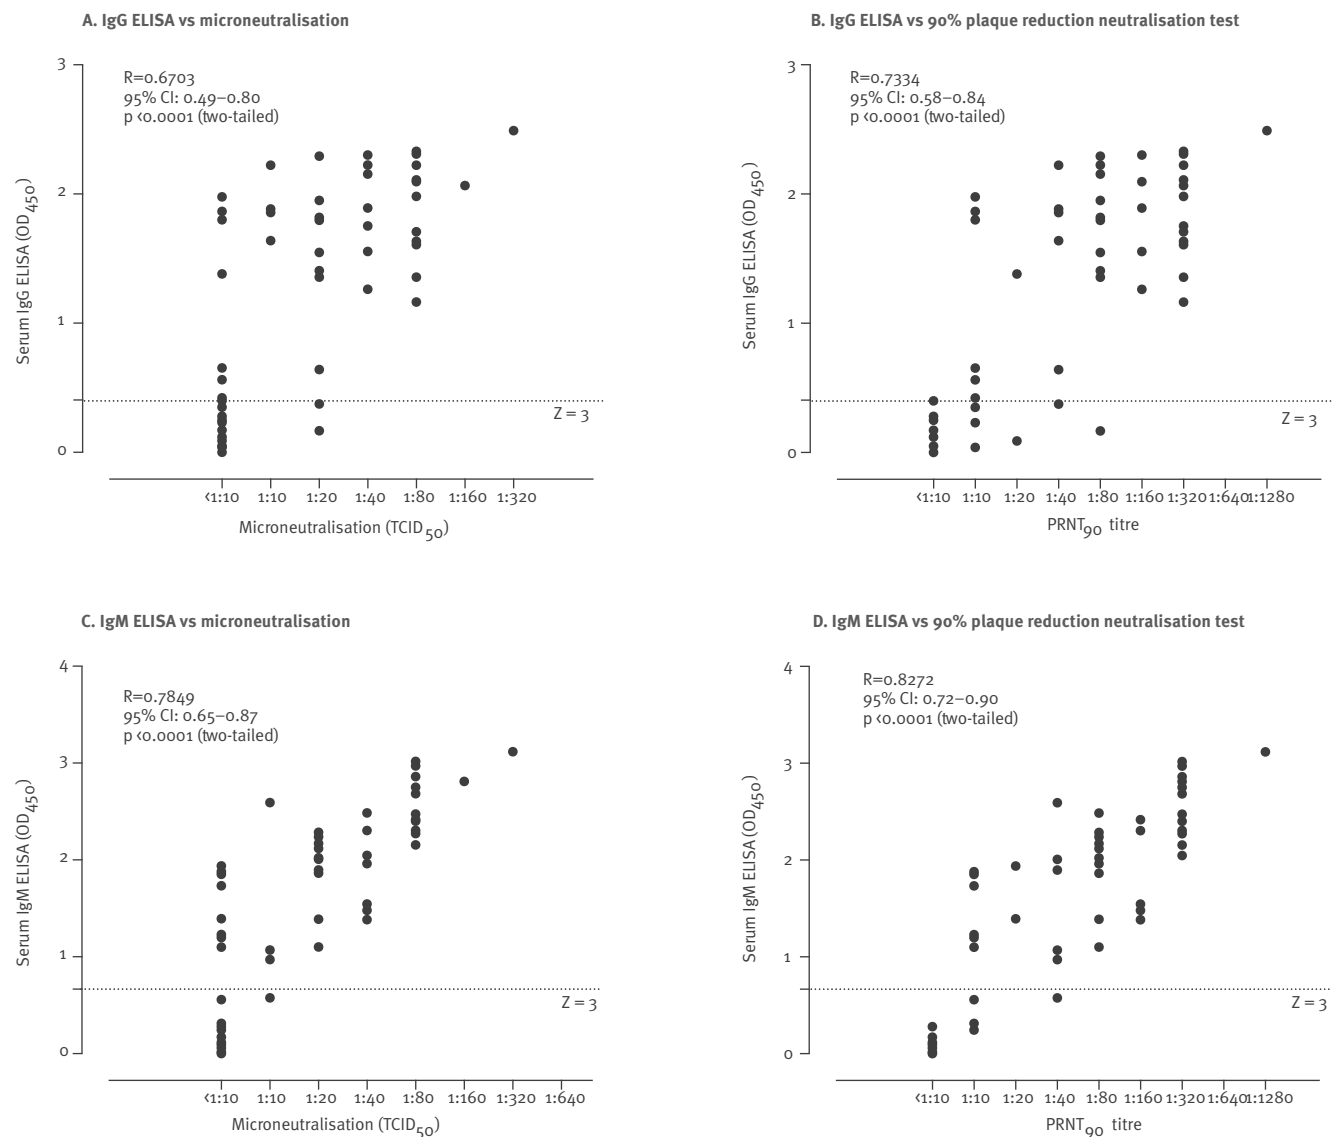 A. IgG ELISA vs microneutralisation
3
2
1
0
Serum IgG ELISA (OD450)
R=0.6703
95% CI: 0.49–0.80
p <0.0001 (two-tailed)
Z = 3
<1:10 1:10 1:20 1:40 1:80 1:160 1:320
Microneutralisation (TCID50)
B. IgG ELISA vs 90% plaque reduction neutralisation test
3
2
1
0
Serum IgG ELISA (OD450)
R=0.7334
95% CI: 0.58–0.84
p <0.0001 (two-tailed)
Z = 3
<1:10 1:10 1:20 1:40 1:80 1:160 1:320 1:640 1:1280
PRNT90 titre
C. IgM ELISA vs microneutralisation
4
3
2
1
0
Serum IgM ELISA (OD450)
R=0.7849
95% CI: 0.65–0.87
p <0.0001 (two-tailed)
Z = 3
<1:10 1:10 1:20 1:40 1:80 1:160 1:320 1:640
Microneutralisation (TCID50)
D. IgM ELISA vs 90% plaque reduction neutralisation test
4
3
2
1
0
Serum IgM ELISA (OD450)
R=0.8272
95% CI: 0.72–0.90
p <0.0001 (two-tailed)
Z = 3
<1:10 1:10 1:20 1:40 1:80 1:160 1:320 1:640 1:1280
PRNT90 titre